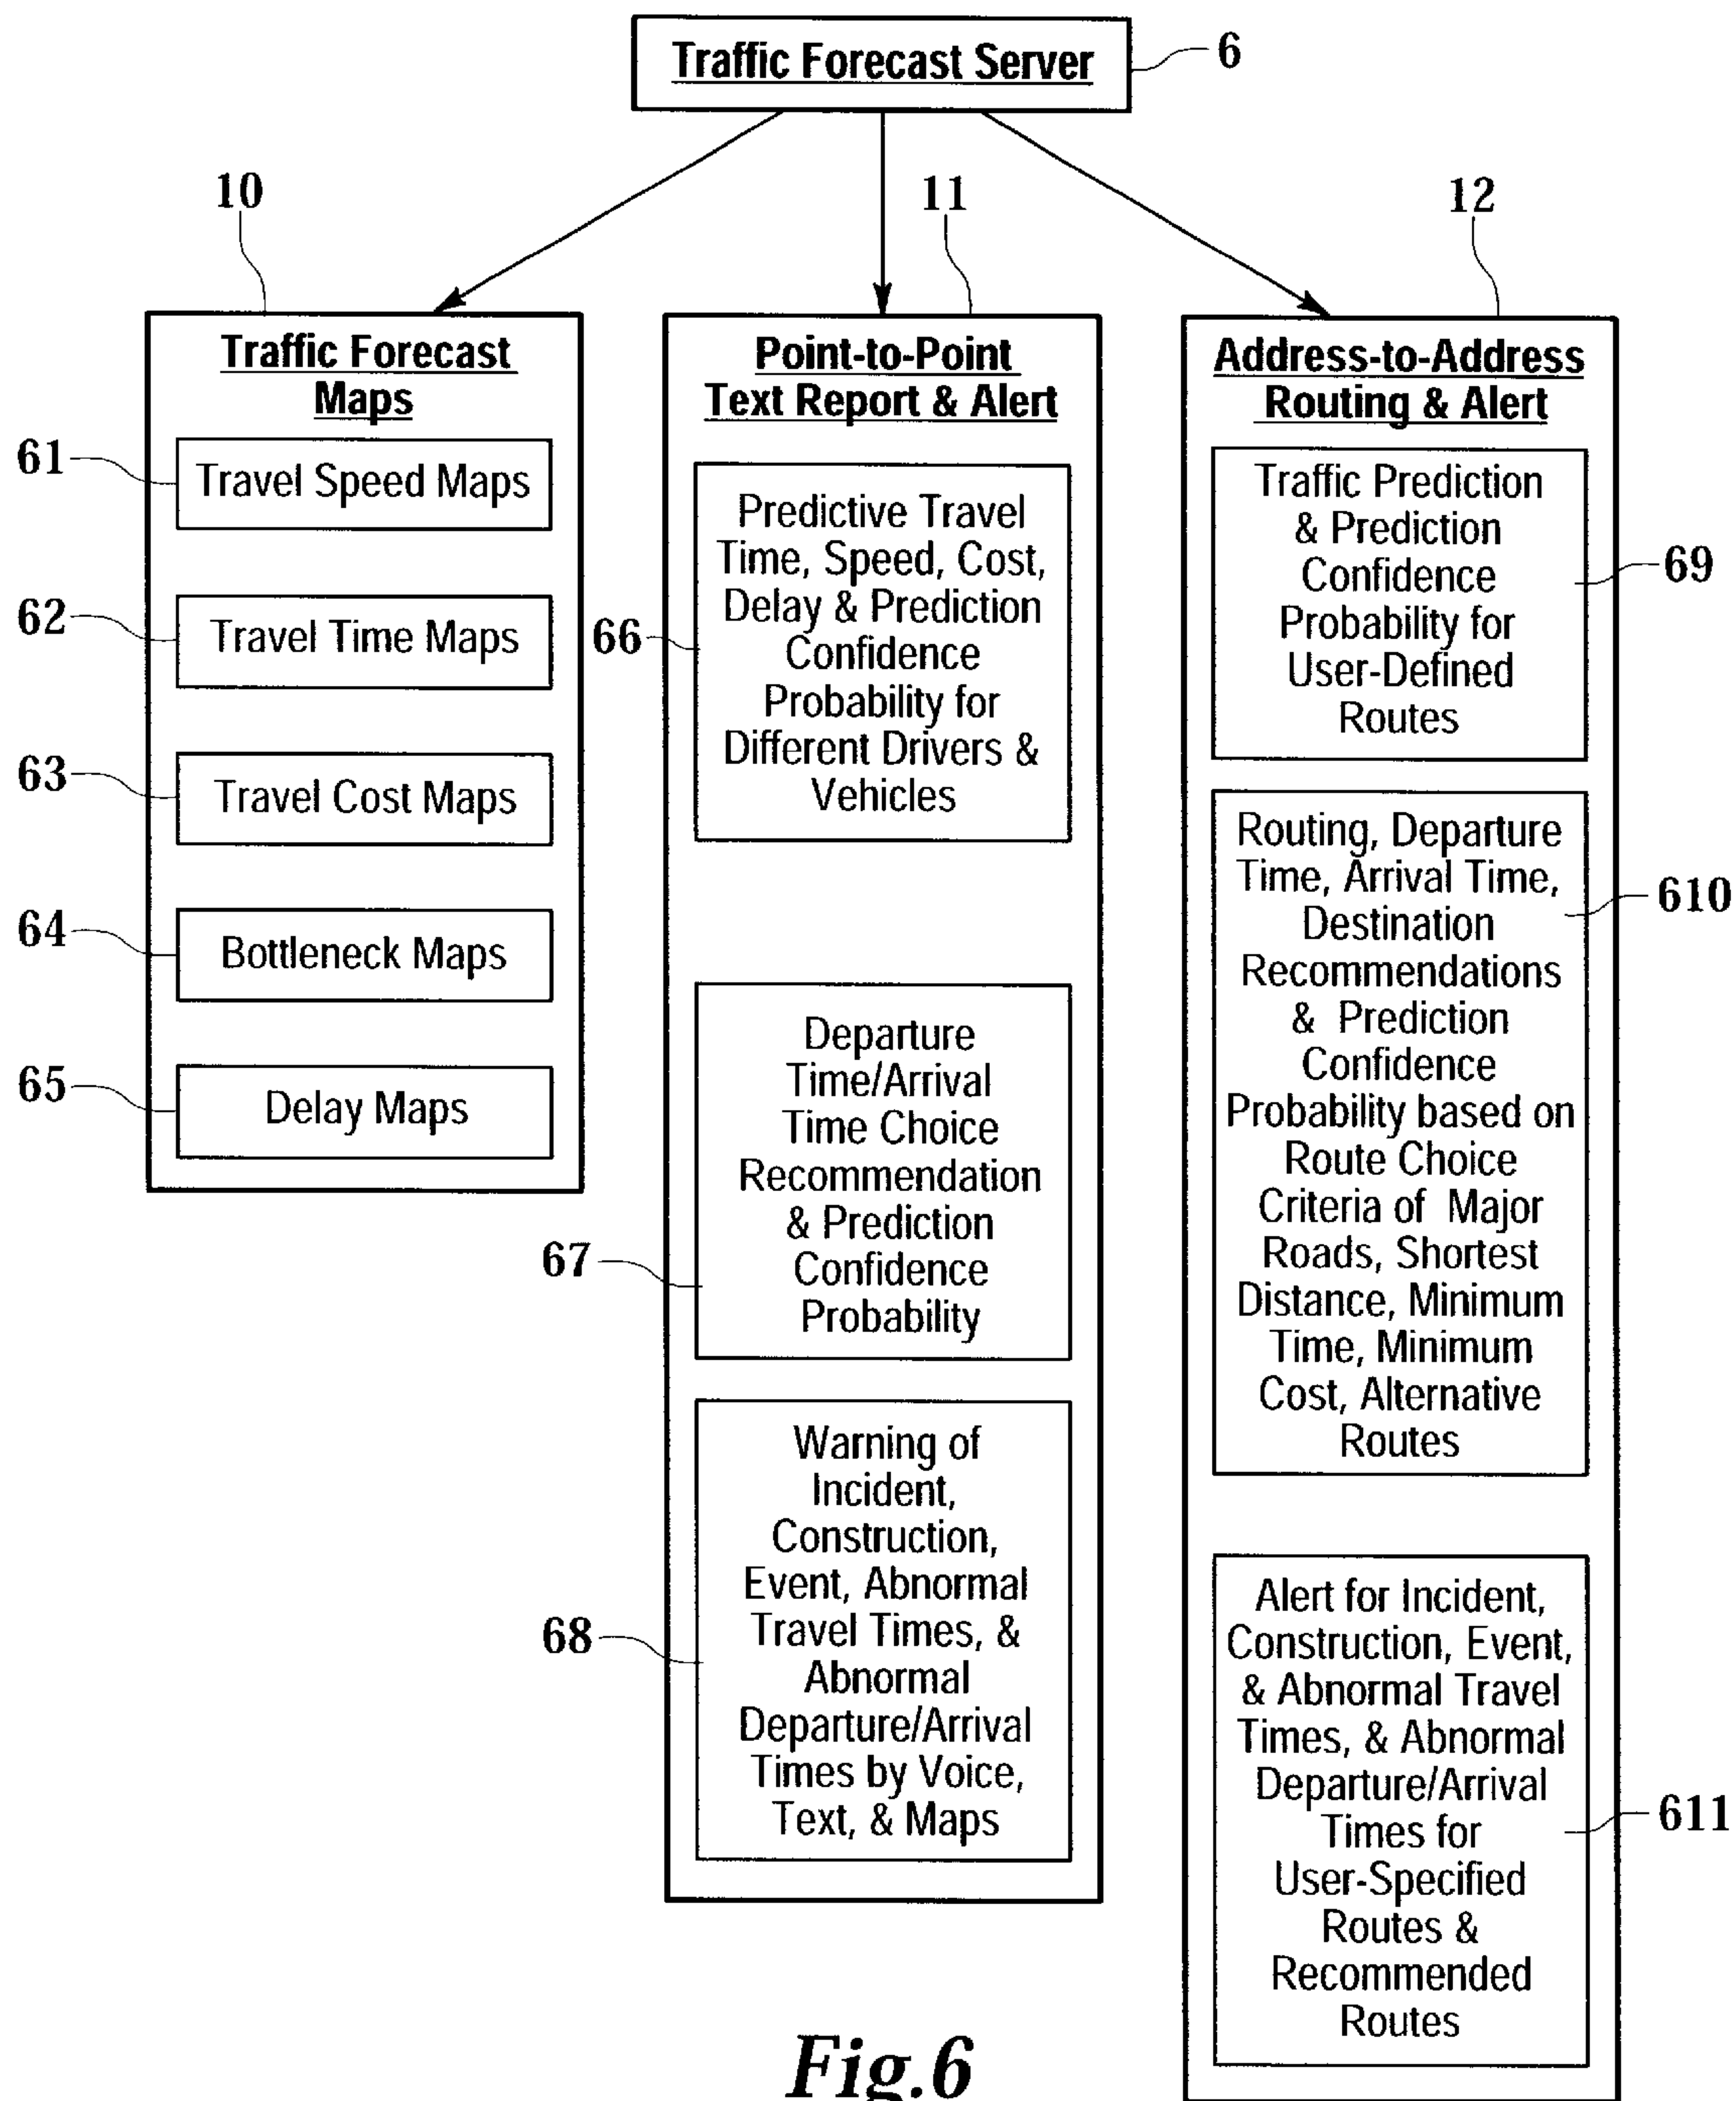 Traffic Forecast Server
6
10
Traffic Forecast
Maps
61
Travel Speed Maps
62
Travel Time Maps
63
Travel Cost Maps
64
Bottleneck Maps
65
Delay Maps
11
Point-to-Point
Text Report & Alert
66
Predictive Travel
Time, Speed, Cost,
Delay & Prediction
Confidence
Probability for
Different Drivers &
Vehicles
67
Departure
Time/Arrival
Time Choice
Recommendation
& Prediction
Confidence
Probability
68
Warning of
Incident,
Construction,
Event, Abnormal
Travel Times, &
Abnormal
Departure/Arrival
Times by Voice,
Text, & Maps
12
Address-to-Address
Routing & Alert
Traffic Prediction
& Prediction
Confidence
Probability for
User-Defined
Routes
69
Routing, Departure
Time, Arrival Time,
Destination
Recommendations
& Prediction
Confidence
Probability based on
Route Choice
Criteria of Major
Roads, Shortest
Distance, Minimum
Time, Minimum
Cost, Alternative
Routes
610
Alert for Incident,
Construction, Event,
& Abnormal Travel
Times, & Abnormal
Departure/Arrival
Times for
User-Specified
Routes &
Recommended
Routes
611
Fig.6